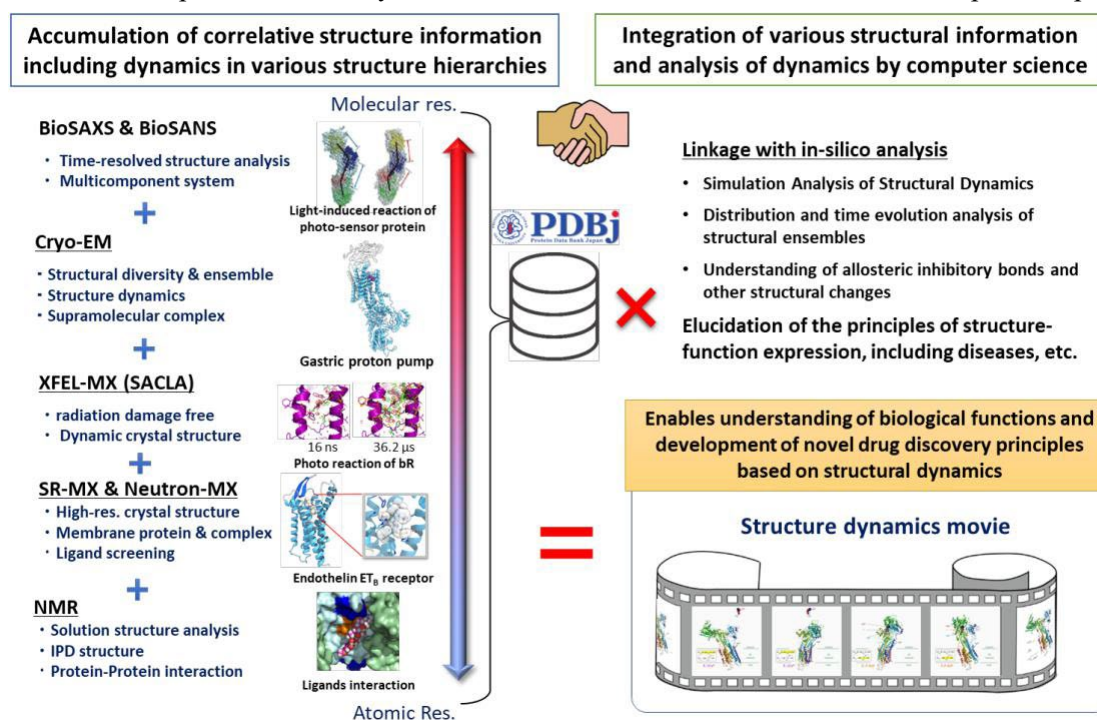 Accumulation of correlative structure information
including dynamics in various structure hierarchies
Integration of various structural information
and analysis of dynamics by computer science
Molecular res.
BioSAXS & BioSANS
・ Time-resolved structure analysis
・ Multicomponent system
Light-induced reaction of
photo-sensor protein
+
Cryo-EM
・Structural diversity & ensemble
・Structure dynamics
・Supramolecular complex
Gastric proton pump
+
XFEL-MX (SACLA)
・ radiation damage free
・ Dynamic crystal structure
16 ns 36.2 μs
Photo reaction of bR
+
SR-MX & Neutron-MX
・ High-res. crystal structure
・ Membrane protein & complex
・ Ligand screening
Endothelin ETB receptor
+
NMR
・ Solution structure analysis
・ IPD structure
・ Protein-Protein interaction
Ligands interaction
Atomic Res.
PDBj
Protein Data Bank Japan
×
Linkage with in-silico analysis
• Simulation Analysis of Structural Dynamics
• Distribution and time evolution analysis of
structural ensembles
• Understanding of allosteric inhibitory bonds and
other structural changes
Elucidation of the principles of structure-
function expression, including diseases, etc.
=
Enables understanding of biological functions and
development of novel drug discovery principles
based on structural dynamics
Structure dynamics movie